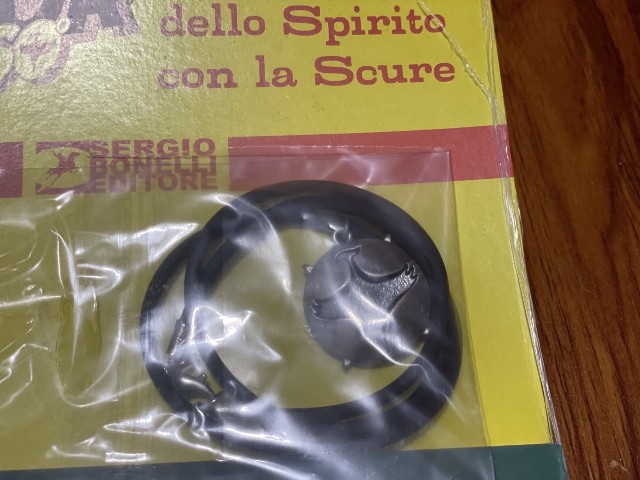 dello Spirito
con la Scure
SERGIO
BONELLI
EDITORE